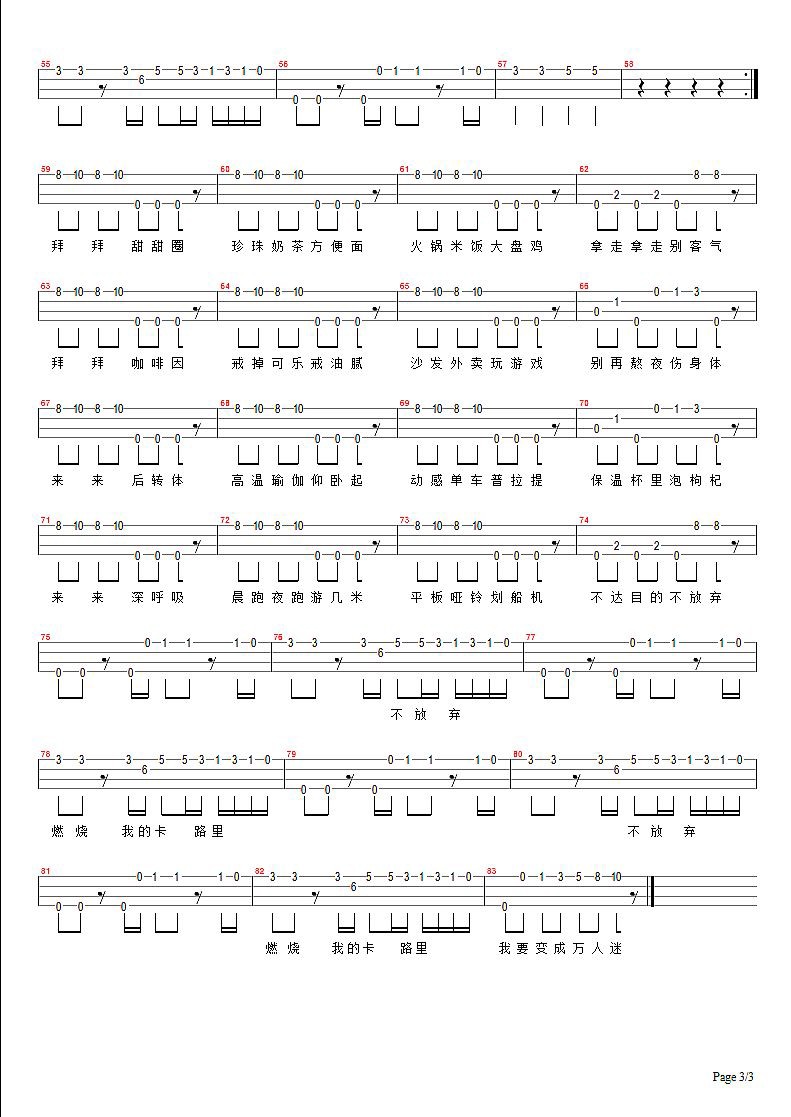 55 56 57 58
3 3 3 6 5 5 3 1 3 1 0 0 0 0 0 1 1 1 0 3 3 5 5
59 60 61 62
8 10 8 10 0 0 0 8 10 8 10 0 0 0 8 10 8 10 0 0 0 0 2 0 2 0 8 8
拜 拜 甜甜圈 珍珠奶茶方便面 火锅米饭大盘鸡 拿走拿走别客气
63 64 65 66
8 10 8 10 0 0 0 8 10 8 10 0 0 0 8 10 8 10 0 0 0 0 1 0 0 1 3 0
拜 拜 咖啡因 戒掉可乐戒油腻 沙发外卖玩游戏 别再熬夜伤身体
67 68 69 70
8 10 8 10 0 0 0 8 10 8 10 0 0 0 8 10 8 10 0 0 0 0 1 0 0 1 3 0
来 来 后转体 高温瑜伽仰卧起 动感单车普拉提 保温杯里泡枸杞
71 72 73 74
8 10 8 10 0 0 0 8 10 8 10 0 0 0 8 10 8 10 0 0 0 0 2 0 2 0 8 8
来 来 深呼吸 晨跑夜跑游几米 平板哑铃划船机 不达目的不放弃
75 76 77
0 0 0 0 1 1 1 0 3 3 3 6 5 5 3 1 3 1 0 0 0 0 0 1 1 1 0
不放弃
78 79 80
3 3 3 6 5 5 3 1 3 1 0 0 0 0 0 1 1 1 0 3 3 3 6 5 5 3 1 3 1 0
燃烧 我的卡 路里 不放弃
81 82 83
0 0 0 0 1 1 1 0 3 3 3 6 5 5 3 1 3 1 0 0 0 1 3 5 8 10
燃烧 我的卡 路里 我要变成万人迷
Page 3/3